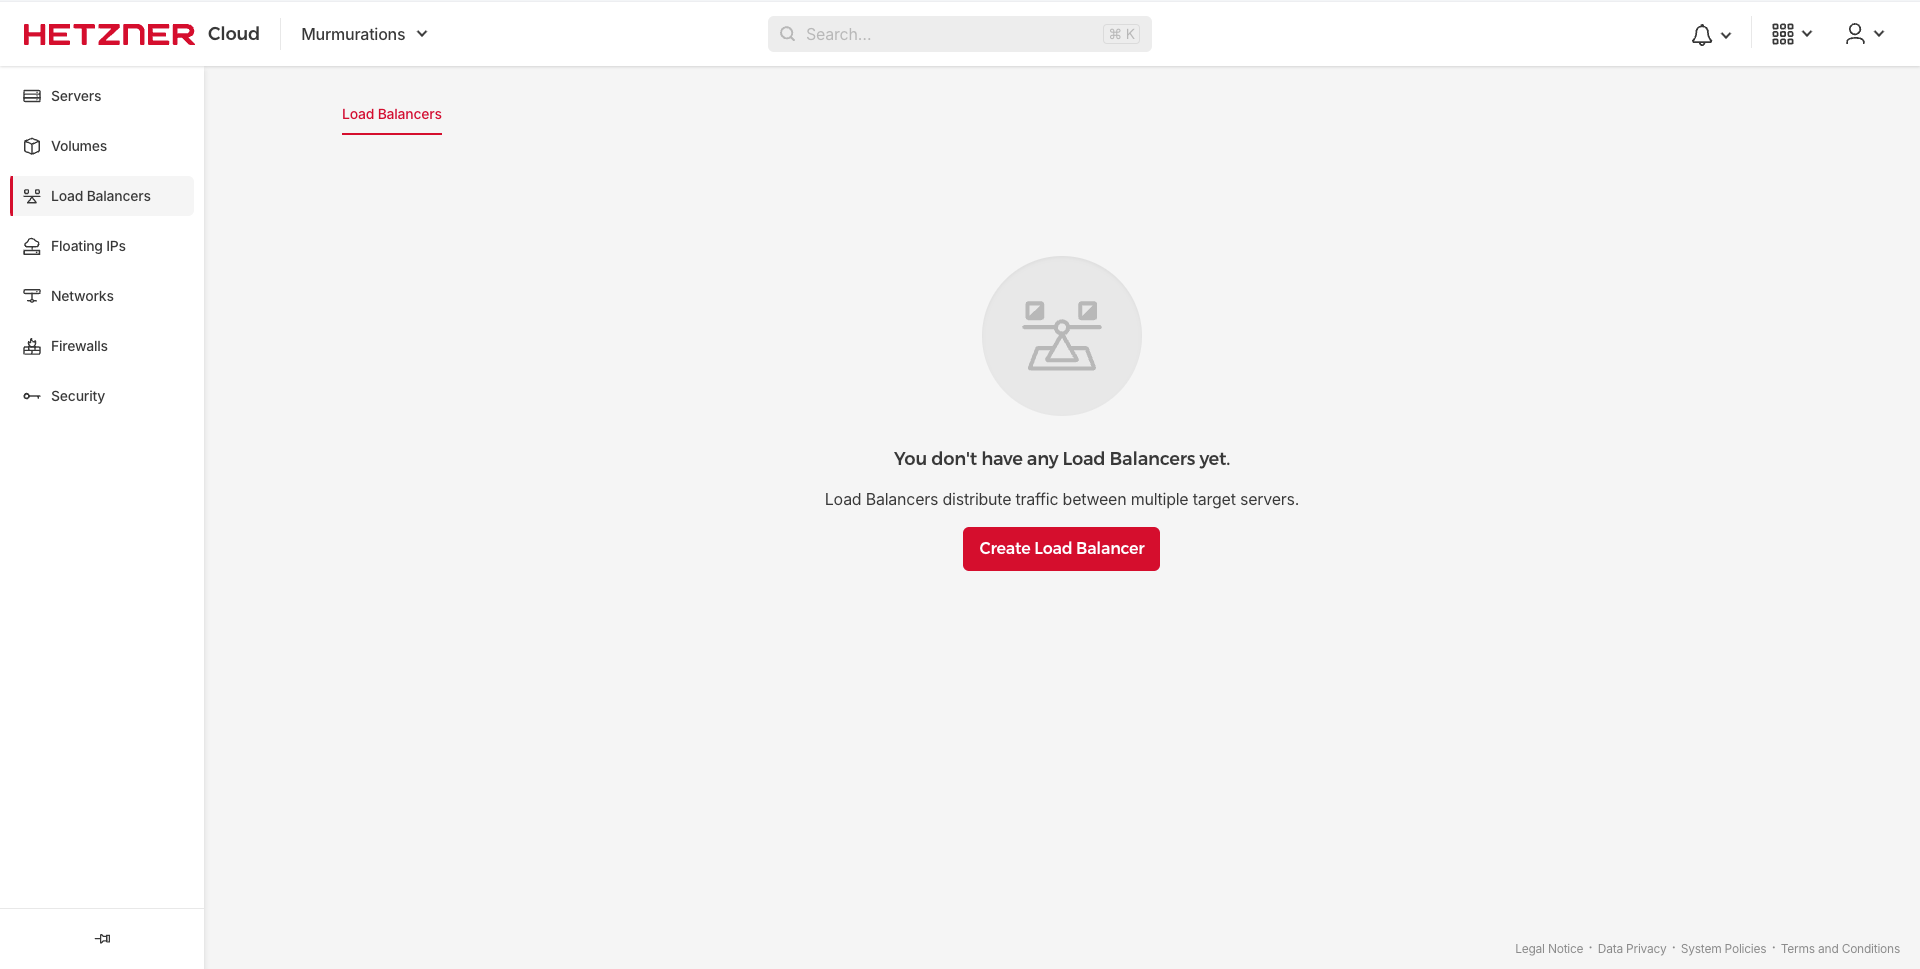 HETZNER Cloud
Murmurations
Search...
⌘ K
Servers
Volumes
Load Balancers
Floating IPs
Networks
Firewalls
Security
Load Balancers
You don't have any Load Balancers yet.
Load Balancers distribute traffic between multiple target servers.
Create Load Balancer
Legal Notice · Data Privacy · System Policies · Terms and Conditions